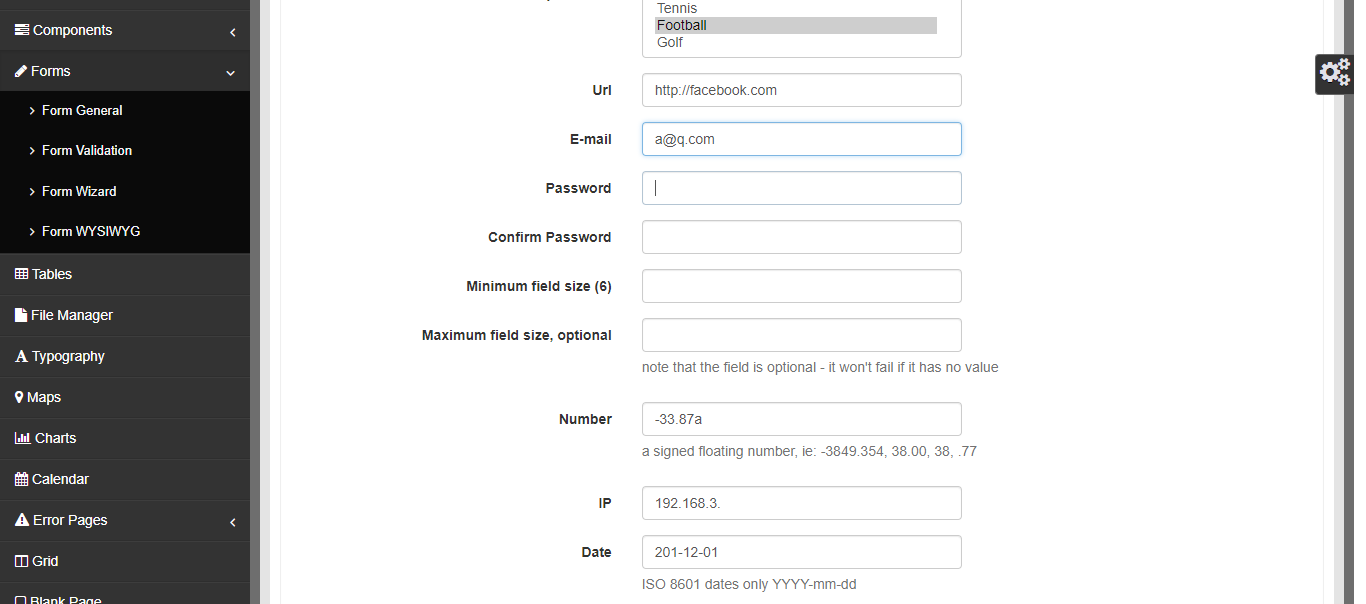 Components
Forms
Form General
Form Validation
Form Wizard
Form WYSIWYG
Tables
File Manager
Typography
Maps
Charts
Calendar
Error Pages
Grid
Blank Page
Tennis
Football
Golf
Url http://facebook.com
E-mail a@q.com
Password
Confirm Password
Minimum field size (6)
Maximum field size, optional
note that the field is optional - it won't fail if it has no value
Number -33.87a
a signed floating number, ie: -3849.354, 38.00, 38, .77
IP 192.168.3.
Date 201-12-01
ISO 8601 dates only YYYY-mm-dd